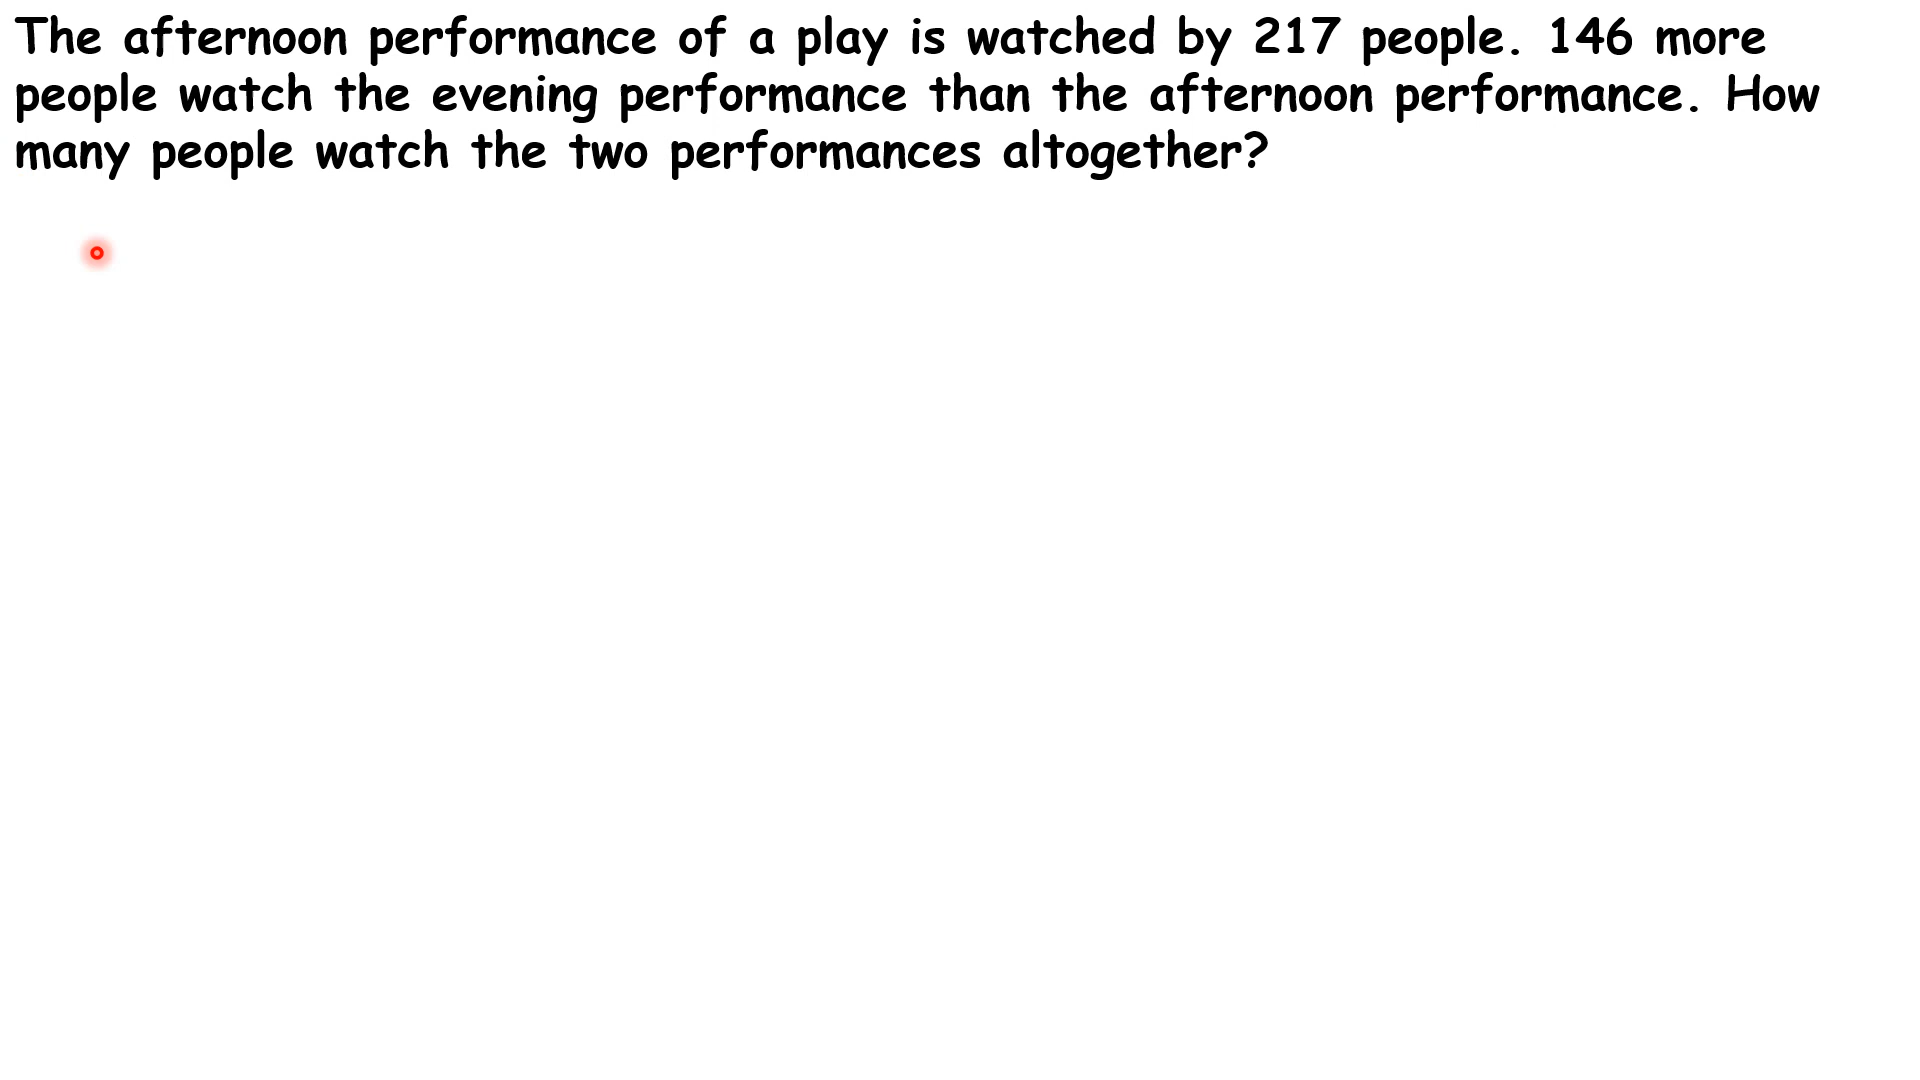 The afternoon performance of a play is watched by 217 people. 146 more
people watch the evening performance than the afternoon performance. How
many people watch the two performances altogether?